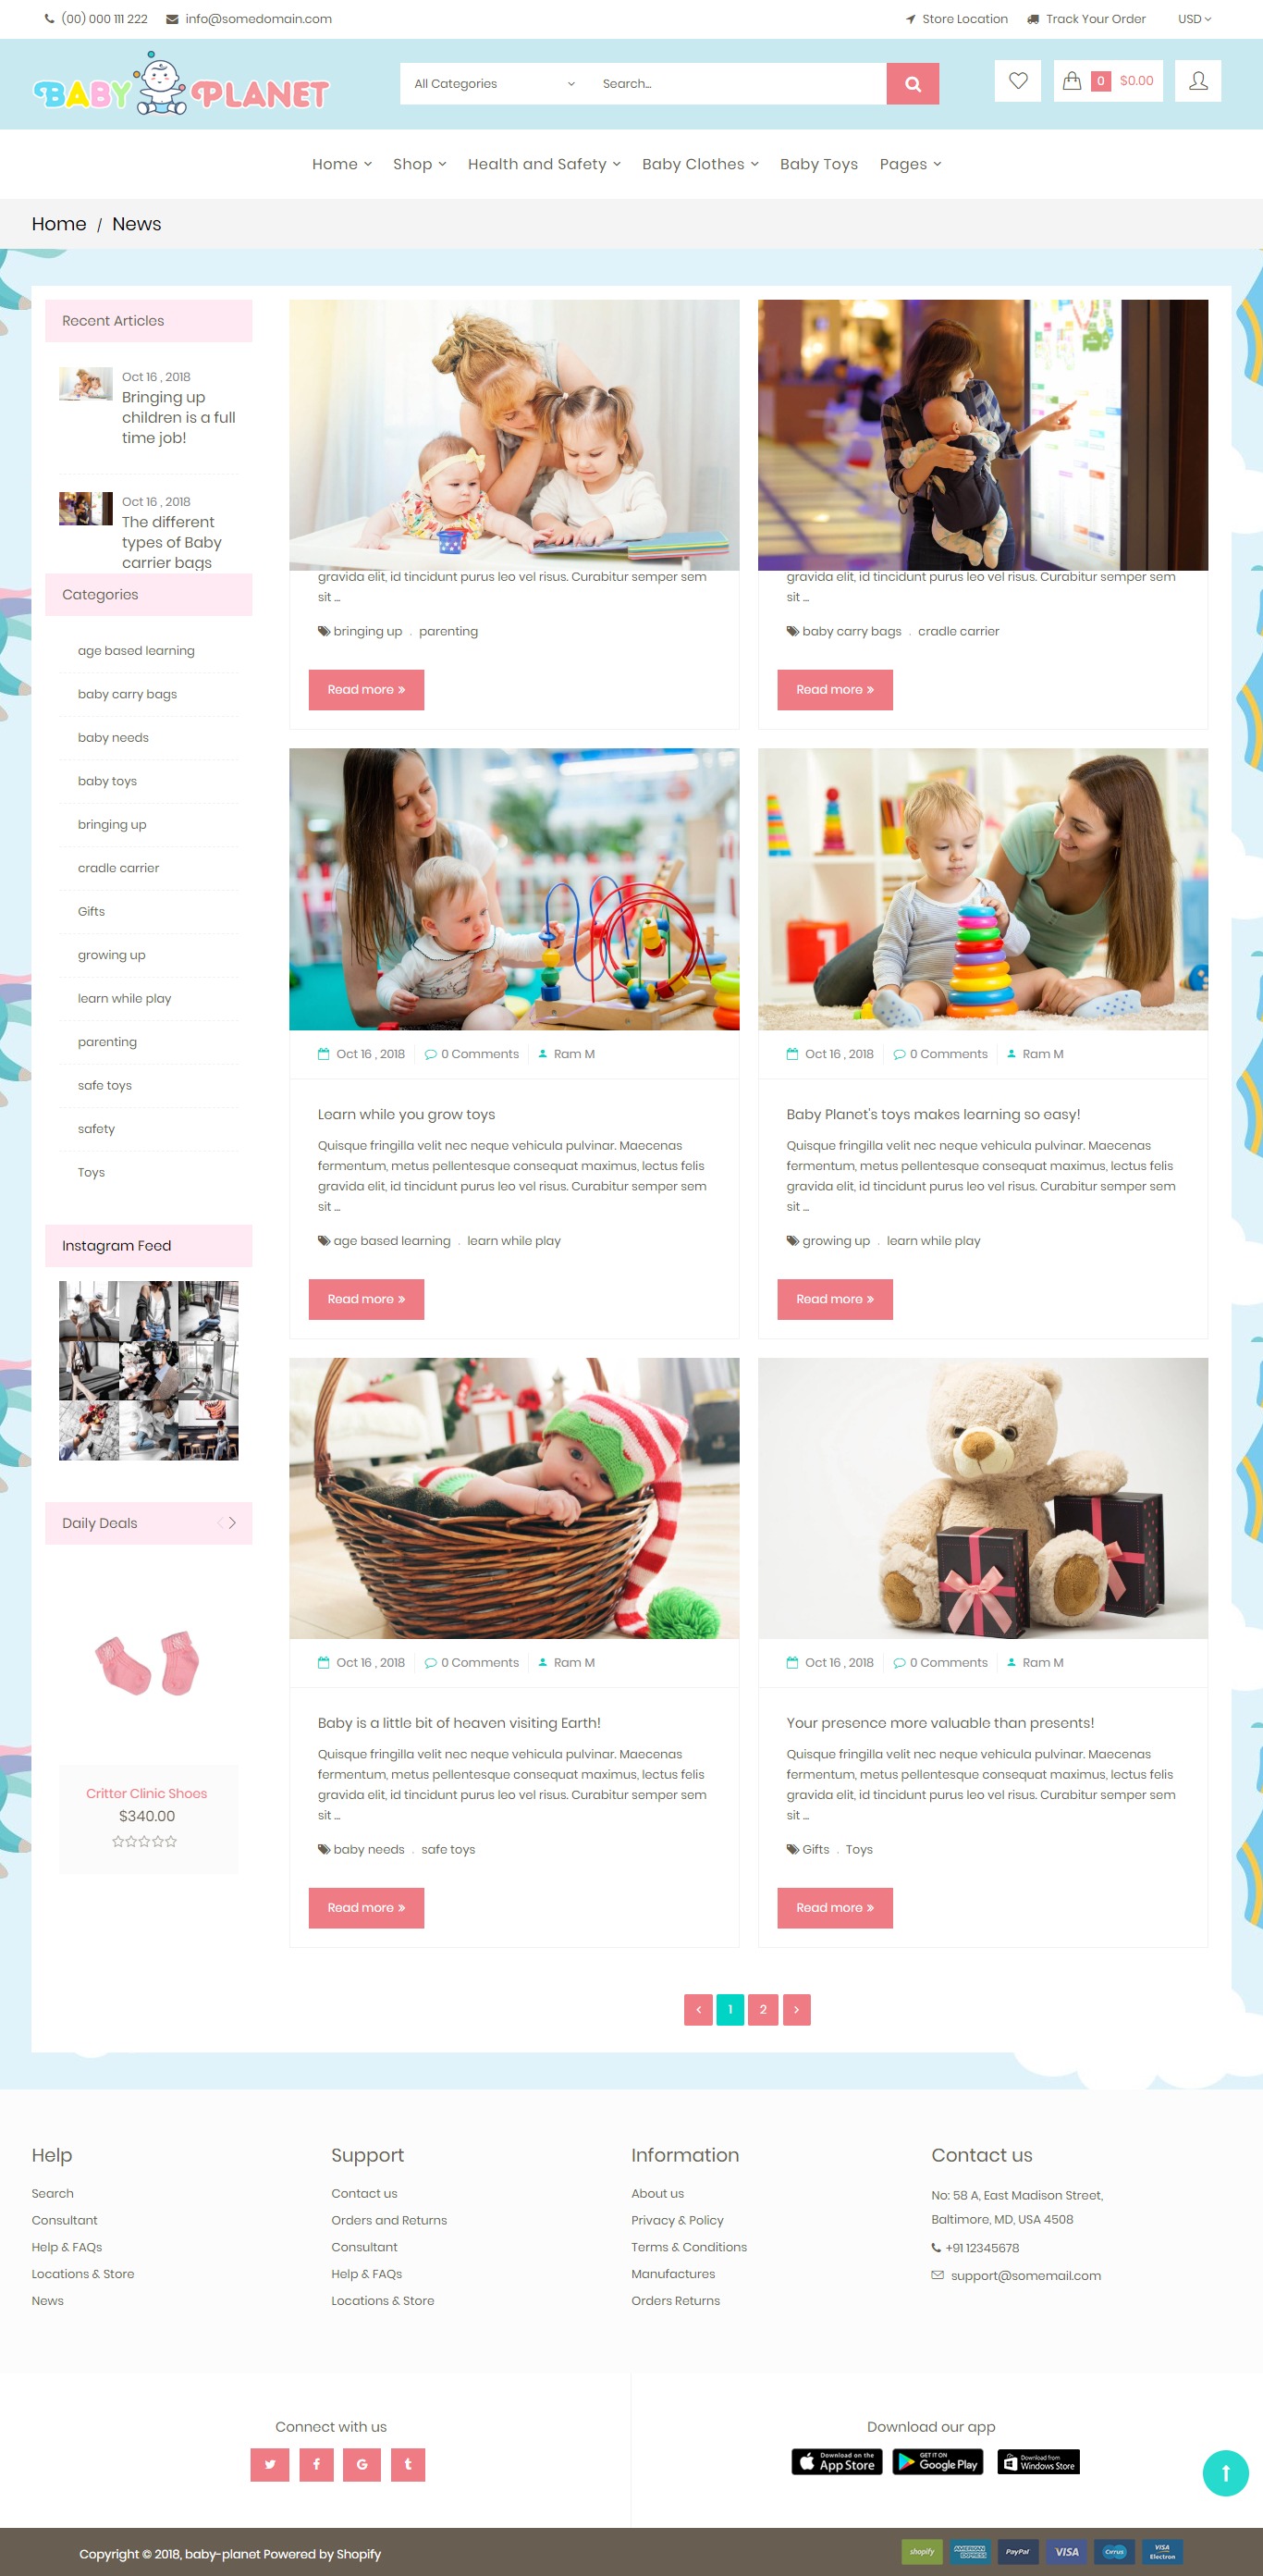 (00) 000 111 222 info@somedomain.com Store Location Track Your Order USD
BABY PLANET
All Categories Search... 0 $0.00
Home Shop Health and Safety Baby Clothes Baby Toys Pages
Home / News
Recent Articles
Oct 16 , 2018
Bringing up
children is a full
time job!
Oct 16 , 2018
The different
types of Baby
carrier bags
Categories
age based learning
baby carry bags
baby needs
baby toys
bringing up
cradle carrier
Gifts
growing up
learn while play
parenting
safe toys
safety
Toys
Instagram Feed
Daily Deals
Critter Clinic Shoes
$340.00
gravida elit, id tincidunt purus leo vel risus. Curabitur semper sem
sit ...
bringing up . parenting
Read more »
gravida elit, id tincidunt purus leo vel risus. Curabitur semper sem
sit ...
baby carry bags . cradle carrier
Read more »
Oct 16 , 2018 0 Comments Ram M
Learn while you grow toys
Quisque fringilla velit nec neque vehicula pulvinar. Maecenas
fermentum, metus pellentesque consequat maximus, lectus felis
gravida elit, id tincidunt purus leo vel risus. Curabitur semper sem
sit ...
age based learning . learn while play
Read more »
Oct 16 , 2018 0 Comments Ram M
Baby Planet's toys makes learning so easy!
Quisque fringilla velit nec neque vehicula pulvinar. Maecenas
fermentum, metus pellentesque consequat maximus, lectus felis
gravida elit, id tincidunt purus leo vel risus. Curabitur semper sem
sit ...
growing up . learn while play
Read more »
Oct 16 , 2018 0 Comments Ram M
Baby is a little bit of heaven visiting Earth!
Quisque fringilla velit nec neque vehicula pulvinar. Maecenas
fermentum, metus pellentesque consequat maximus, lectus felis
gravida elit, id tincidunt purus leo vel risus. Curabitur semper sem
sit ...
baby needs . safe toys
Read more »
Oct 16 , 2018 0 Comments Ram M
Your presence more valuable than presents!
Quisque fringilla velit nec neque vehicula pulvinar. Maecenas
fermentum, metus pellentesque consequat maximus, lectus felis
gravida elit, id tincidunt purus leo vel risus. Curabitur semper sem
sit ...
Gifts . Toys
Read more »
‹ 1 2 ›
Help
Search
Consultant
Help & FAQs
Locations & Store
News
Support
Contact us
Orders and Returns
Consultant
Help & FAQs
Locations & Store
Information
About us
Privacy & Policy
Terms & Conditions
Manufactures
Orders Returns
Contact us
No: 58 A, East Madison Street,
Baltimore, MD, USA 4508
+91 12345678
support@somemail.com
Connect with us
Download our app
Download on the
App Store
GET IT ON
Google Play
Download from
Windows Store
Copyright © 2018, baby-planet Powered by Shopify
shopify AMERICAN EXPRESS PayPal VISA Cirrus VISA Electron